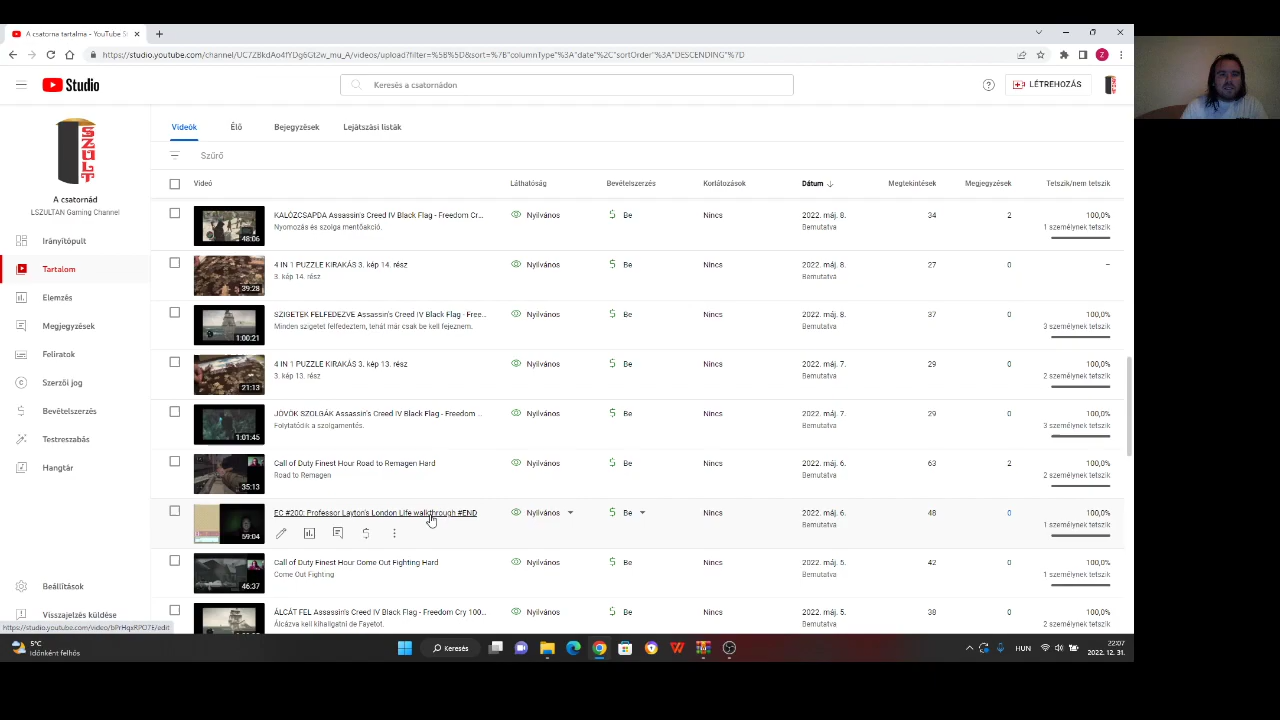 A csatorna tartalma - YouTube St
https://studio.youtube.com/channel/UC7ZBkdAo4fYDg6Gt2w_mu_A/videos/upload?filter=%5B%5D&sort=%7B"columnType"%3A"date"%2C"sortOrder"%3A"DESCENDING"%7D
Z
Studio
Keresés a csatornádon
LÉTREHOZÁS
SZULT
A csatornád
LSZULTAN Gaming Channel
Irányítópult
Tartalom
Elemzés
Megjegyzések
Feliratok
Szerzői jog
Bevételszerzés
Testreszabás
Hangtár
Beállítások
Visszajelzés küldése
Videók Élő Bejegyzések Lejátszási listák
Szűrő
Videó Láthatóság Bevételszerzés Korlátozások Dátum Megtekintések Megjegyzések Tetszik/nem tetszik
KALÓZCSAPDA Assassin's Creed IV Black Flag - Freedom Cr... Nyilvános Be Nincs 2022. máj. 8. 34 2 100,0%
Nyomozás és szolga mentőakció. Bemutatva 1 személynek tetszik
48:06
4 IN 1 PUZZLE KIRAKÁS 3. kép 14. rész Nyilvános Be Nincs 2022. máj. 8. 27 0 –
3. kép 14. rész Bemutatva
39:28
SZIGETEK FELFEDEZVE Assassin's Creed IV Black Flag - Free... Nyilvános Be Nincs 2022. máj. 8. 37 0 100,0%
Minden szigetet felfedeztem, tehát már csak be kell fejeznem. Bemutatva 3 személynek tetszik
1:00:21
4 IN 1 PUZZLE KIRAKÁS 3. kép 13. rész Nyilvános Be Nincs 2022. máj. 7. 29 0 100,0%
3. kép 13. rész Bemutatva 2 személynek tetszik
21:13
JÖVÖK SZOLGÁK Assassin's Creed IV Black Flag - Freedom ... Nyilvános Be Nincs 2022. máj. 7. 29 0 100,0%
Folytatódik a szolgamentés. Bemutatva 3 személynek tetszik
1:01:45
Call of Duty Finest Hour Road to Remagen Hard Nyilvános Be Nincs 2022. máj. 6. 63 2 100,0%
Road to Remagen Bemutatva 2 személynek tetszik
35:13
EC #200: Professor Layton's London Life walkthrough #END Nyilvános Be Nincs 2022. máj. 6. 48 0 100,0%
Bemutatva 1 személynek tetszik
59:04
Call of Duty Finest Hour Come Out Fighting Hard Nyilvános Be Nincs 2022. máj. 5. 42 0 100,0%
Come Out Fighting Bemutatva 1 személynek tetszik
46:37
ÁLCÁT FEL Assassin's Creed IV Black Flag - Freedom Cry 100... Nyilvános Be Nincs 2022. máj. 5. 38 0 100,0%
Álcázva kell kihallgatni de Fayetot. Bemutatva 2 személynek tetszik
https://studio.youtube.com/video/bPrHqxRPO7E/edit
5°C
Időnként felhős
Keresés
HUN
22:07
2022. 12. 31.